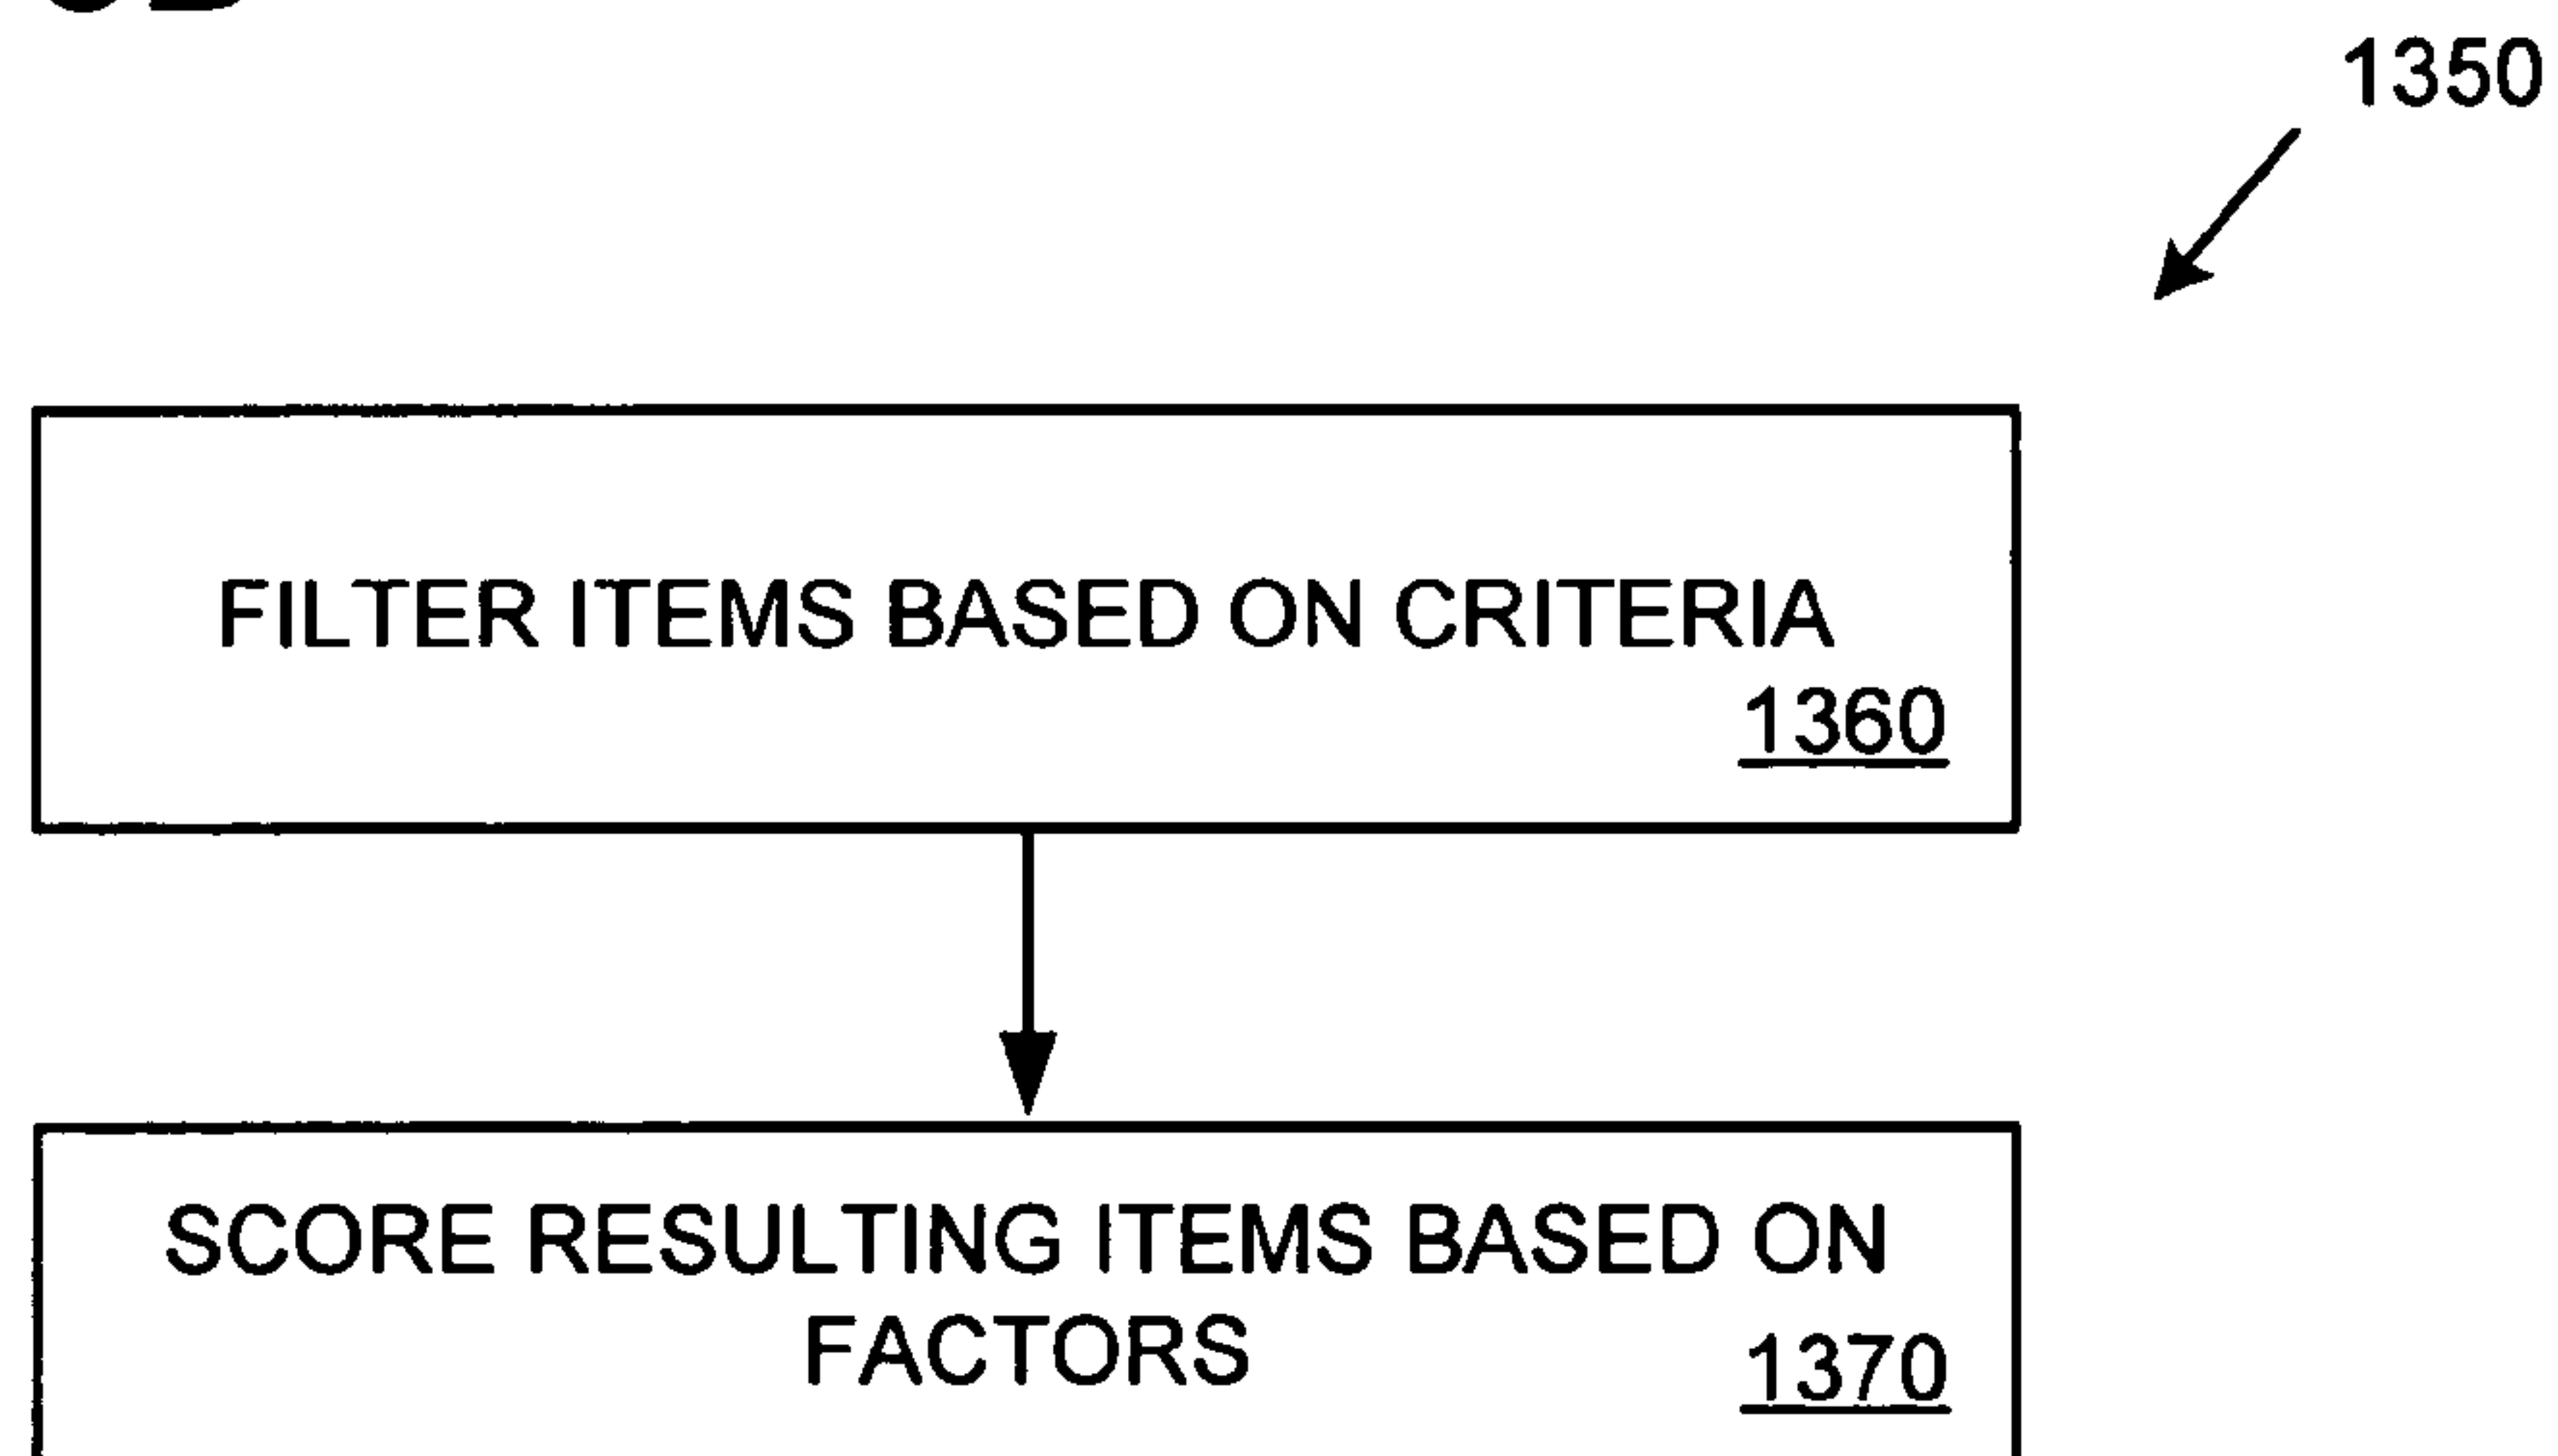 1350
FILTER ITEMS BASED ON CRITERIA
1360
SCORE RESULTING ITEMS BASED ON
FACTORS
1370